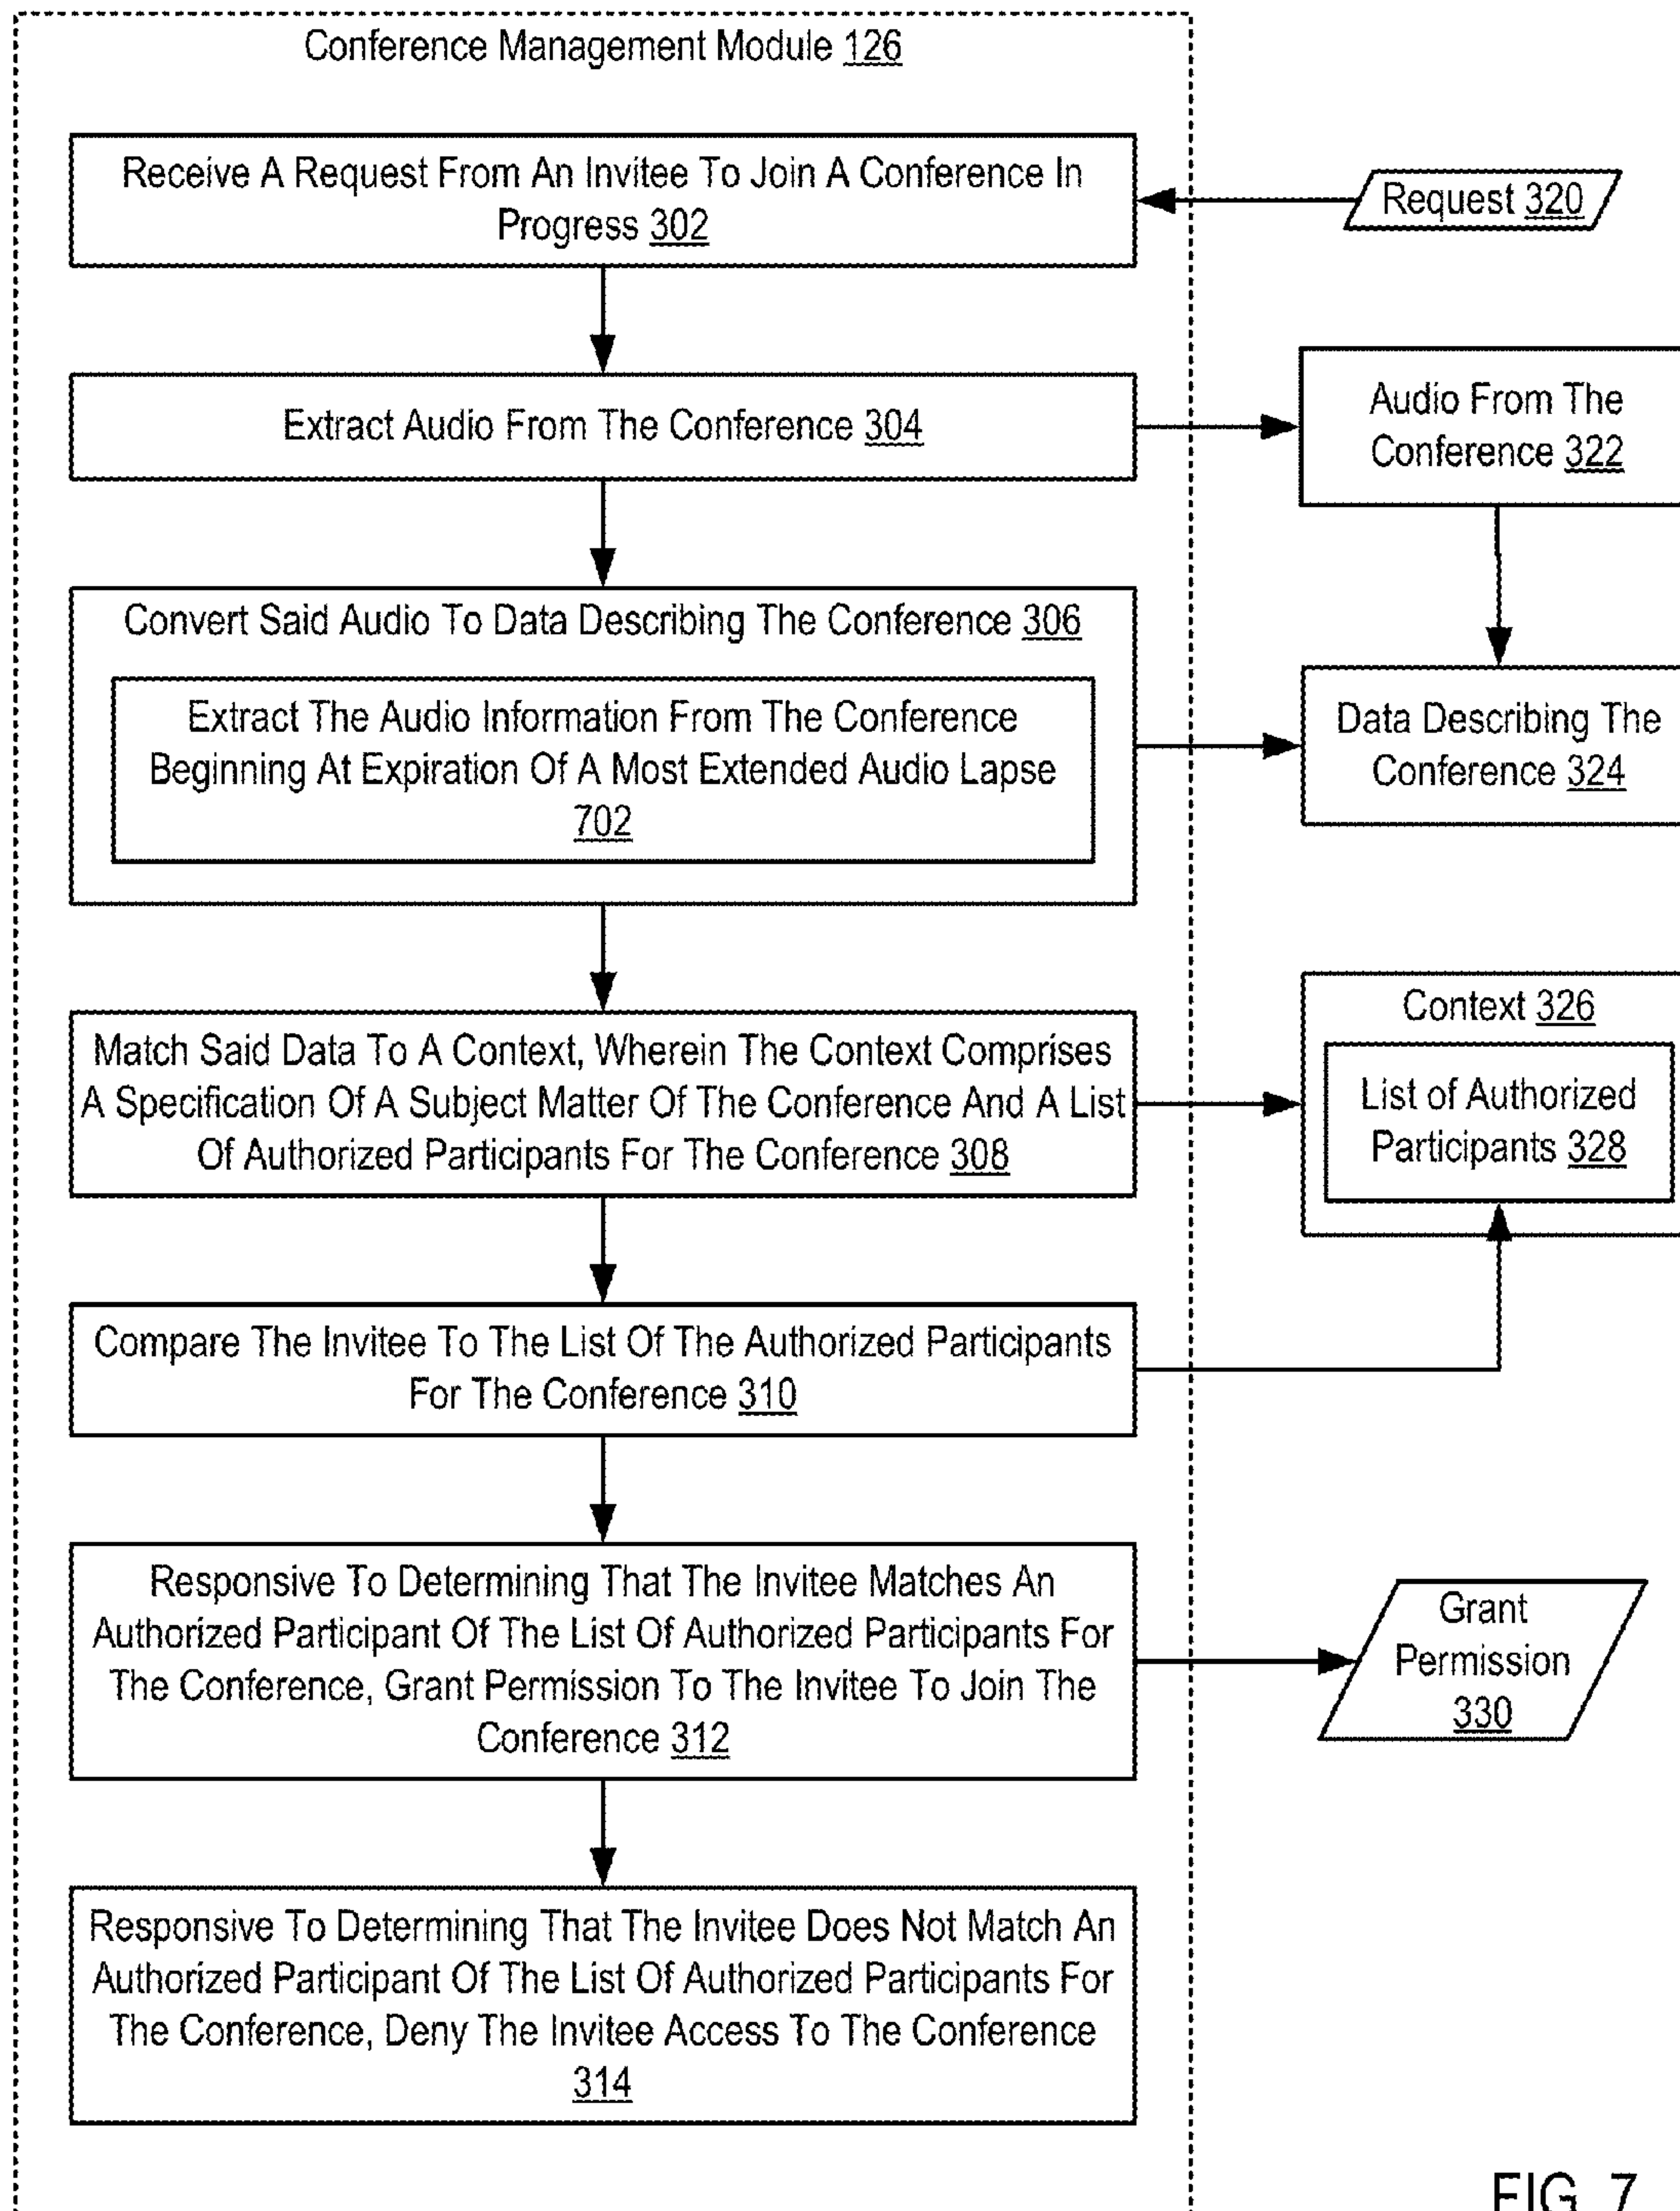 Conference Management Module 126
Receive A Request From An Invitee To Join A Conference In
Progress 302
Request 320
Extract Audio From The Conference 304
Audio From The
Conference 322
Convert Said Audio To Data Describing The Conference 306
Extract The Audio Information From The Conference
Beginning At Expiration Of A Most Extended Audio Lapse
702
Data Describing The
Conference 324
Match Said Data To A Context, Wherein The Context Comprises
A Specification Of A Subject Matter Of The Conference And A List
Of Authorized Participants For The Conference 308
Context 326
List of Authorized
Participants 328
Compare The Invitee To The List Of The Authorized Participants
For The Conference 310
Responsive To Determining That The Invitee Matches An
Authorized Participant Of The List Of Authorized Participants For
The Conference, Grant Permission To The Invitee To Join The
Conference 312
Grant
Permission
330
Responsive To Determining That The Invitee Does Not Match An
Authorized Participant Of The List Of Authorized Participants For
The Conference, Deny The Invitee Access To The Conference
314
FIG. 7